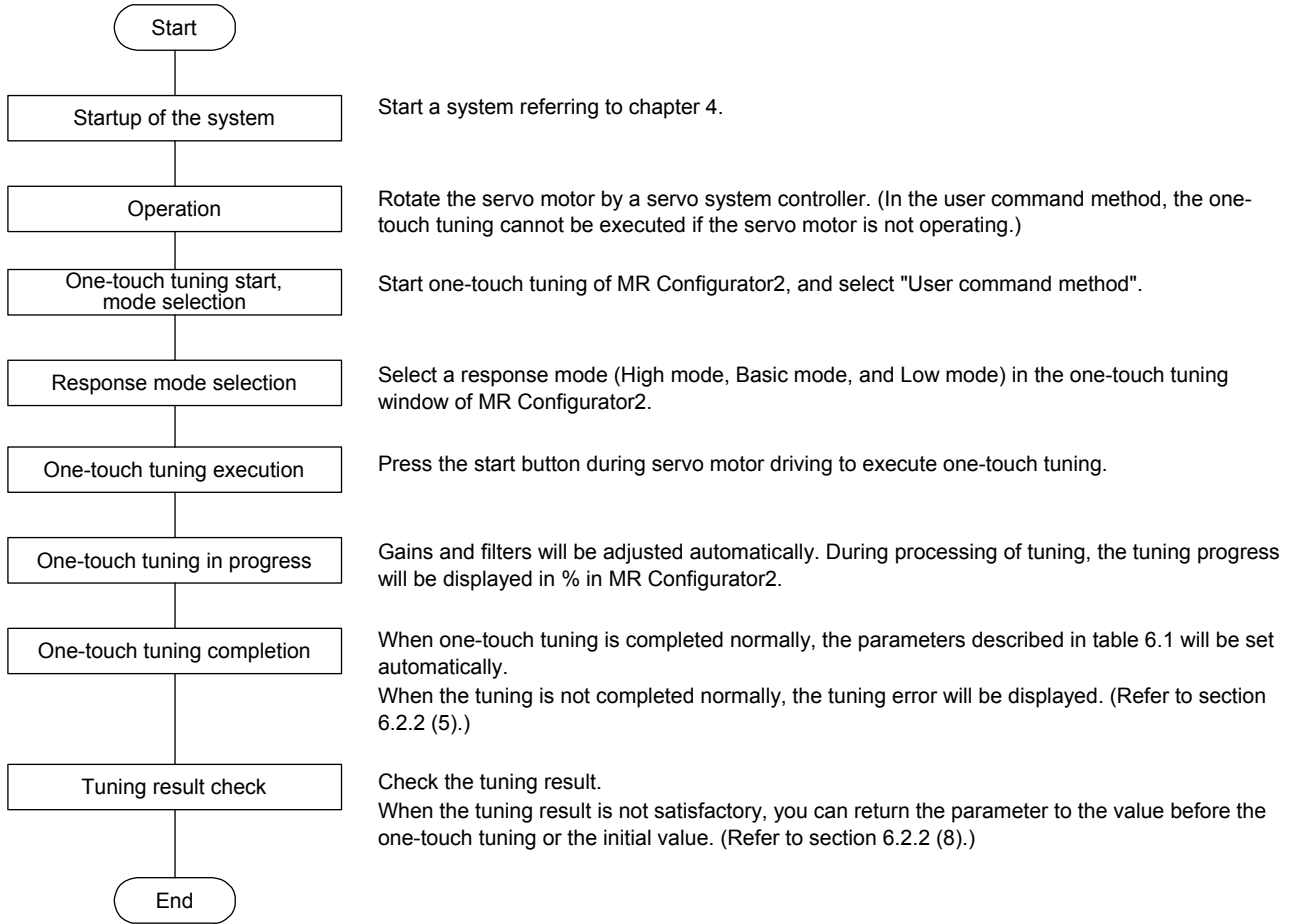 Start
Startup of the system
Start a system referring to chapter 4.
Operation
Rotate the servo motor by a servo system controller. (In the user command method, the one-
touch tuning cannot be executed if the servo motor is not operating.)
One-touch tuning start,
mode selection
Start one-touch tuning of MR Configurator2, and select "User command method".
Response mode selection
Select a response mode (High mode, Basic mode, and Low mode) in the one-touch tuning
window of MR Configurator2.
One-touch tuning execution
Press the start button during servo motor driving to execute one-touch tuning.
One-touch tuning in progress
Gains and filters will be adjusted automatically. During processing of tuning, the tuning progress
will be displayed in % in MR Configurator2.
One-touch tuning completion
When one-touch tuning is completed normally, the parameters described in table 6.1 will be set
automatically.
When the tuning is not completed normally, the tuning error will be displayed. (Refer to section
6.2.2 (5).)
Tuning result check
Check the tuning result.
When the tuning result is not satisfactory, you can return the parameter to the value before the
one-touch tuning or the initial value. (Refer to section 6.2.2 (8).)
End